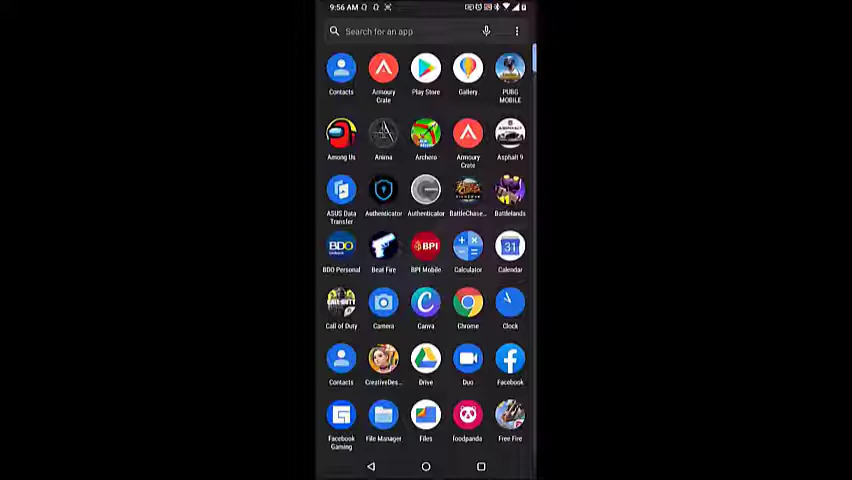 9:56 AM
Search for an app
Contacts Armoury Crate Play Store Gallery PUBG MOBILE
Among Us Anima Archero Armoury Crate Asphalt 9
ASUS Data Transfer Authenticator Authenticator BattleChase... Battlelands
BDO
BPI
31
BDO Personal Beat Fire BPI Mobile Calculator Calendar
Call of Duty Camera Canva Chrome Clock
Contacts CreativeDes... Drive Duo Facebook
Facebook Gaming File Manager Files foodpanda Free Fire